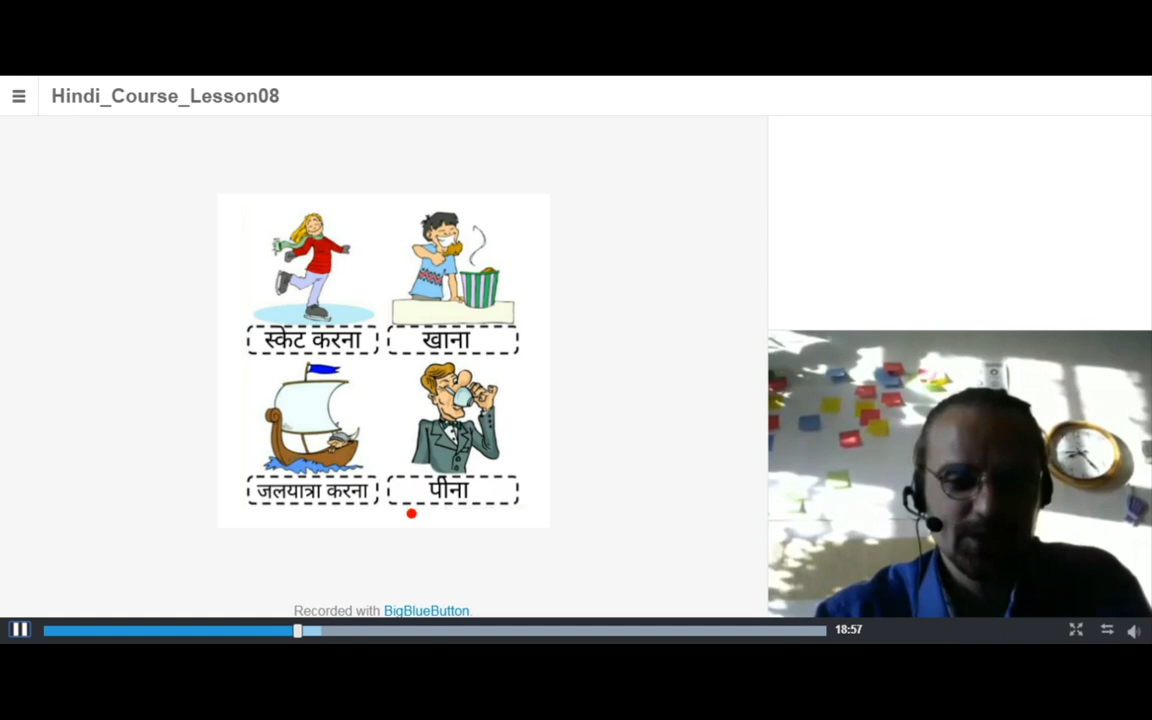 Hindi_Course_Lesson08
स्केट करना
खाना
जलयात्रा करना
पीना
Recorded with BigBlueButton.
18:57